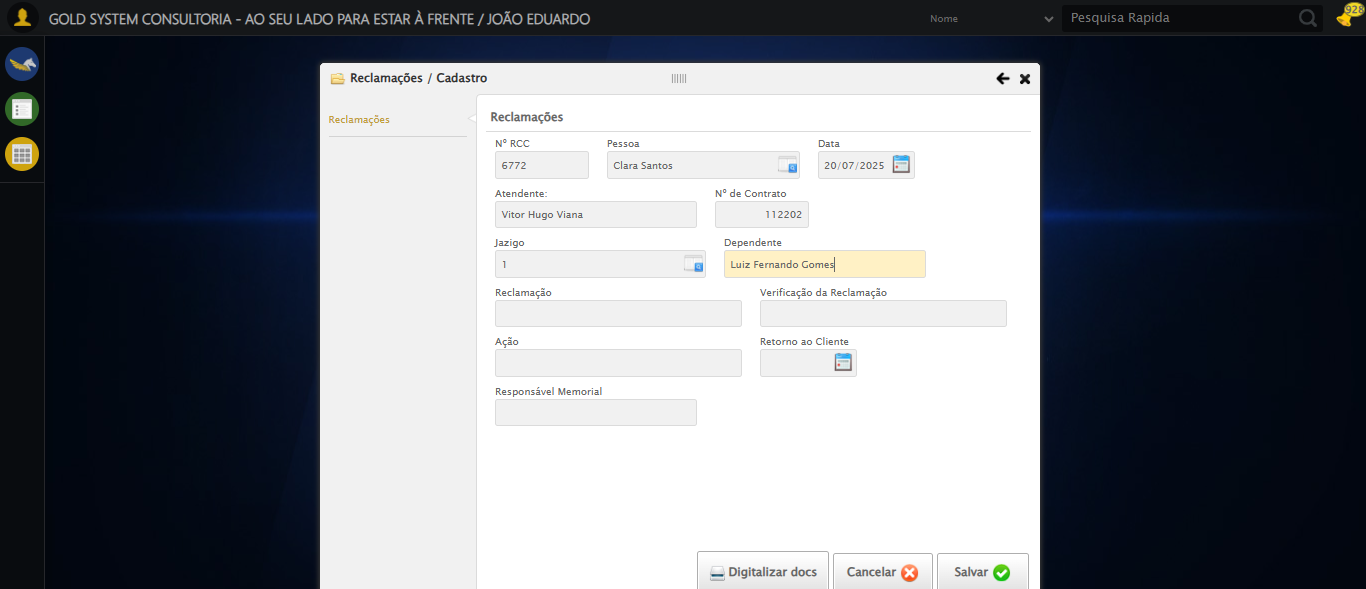 GOLD SYSTEM CONSULTORIA - AO SEU LADO PARA ESTAR À FRENTE / JOÃO EDUARDO
Nome
Pesquisa Rapida
928
Reclamações / Cadastro
Reclamações
Reclamações
Nº RCC
Pessoa
Data
6772
Clara Santos
20/07/2025
Atendente:
Nº de Contrato
Vitor Hugo Viana
112202
Jazigo
Dependente
1
Luiz Fernando Gomes
Reclamação
Verificação da Reclamação
Ação
Retorno ao Cliente
Responsável Memorial
Digitalizar docs
Cancelar
Salvar